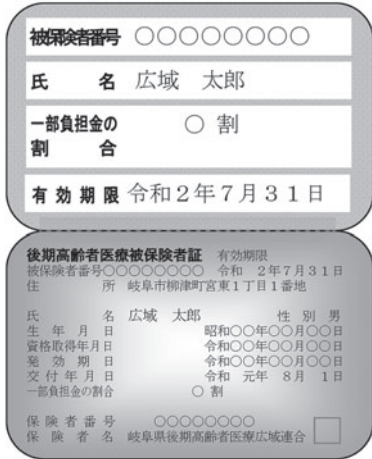 被保険者番号 ○○○○○○○○
氏 名 広域 太郎
一部負担金の割合 ○ 割
有効期限 令和2年7月31日
後期高齢者医療被保険者証 有効期限
被保険者番号○○○○○○○○ 令和 2年7月31日
住 所 岐阜市柳津町宮東1丁目1番地
氏 名 広域 太郎 性別 男
生年月日 昭和○○年○○月○○日
資格取得年月日 令和○○年○○月○○日
発効期日 令和○○年○○月○○日
交付年月日 令和 元年 8月 1日
一部負担金の割合 ○ 割
保険者番号 ○○○○○○○○
保険者名 岐阜県後期高齢者医療広域連合